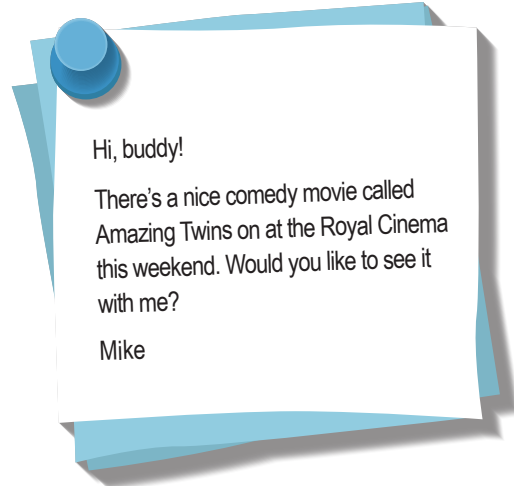 Hi, buddy!
There's a nice comedy movie called
Amazing Twins on at the Royal Cinema
this weekend. Would you like to see it
with me?
Mike